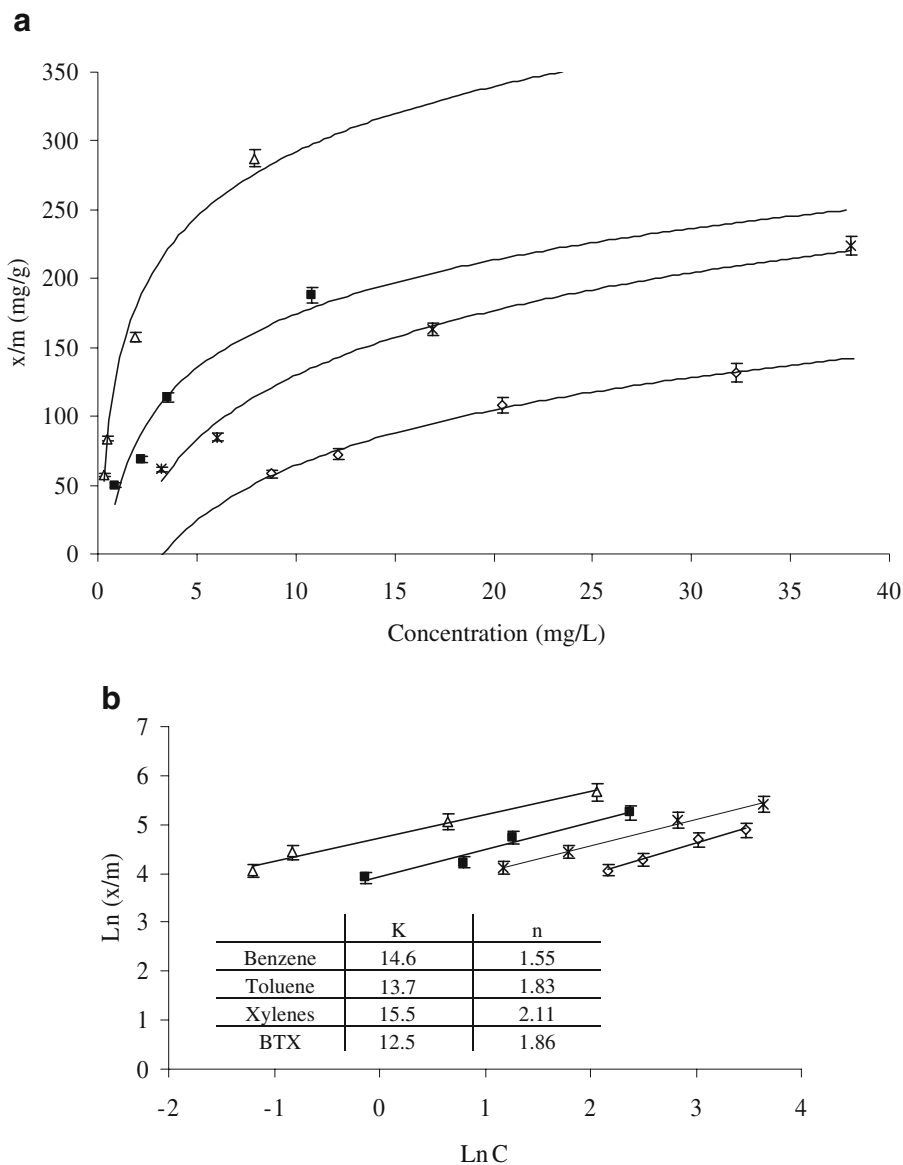 a
350
300
250
200
150
100
50
0
x/m (mg/g)
0 5 10 15 20 25 30 35 40
Concentration (mg/L)
b
7
6
5
4
3
2
1
0
Ln (x/m)
K n
Benzene 14.6 1.55
Toluene 13.7 1.83
Xylenes 15.5 2.11
BTX 12.5 1.86
-2 -1 0 1 2 3 4
Ln C